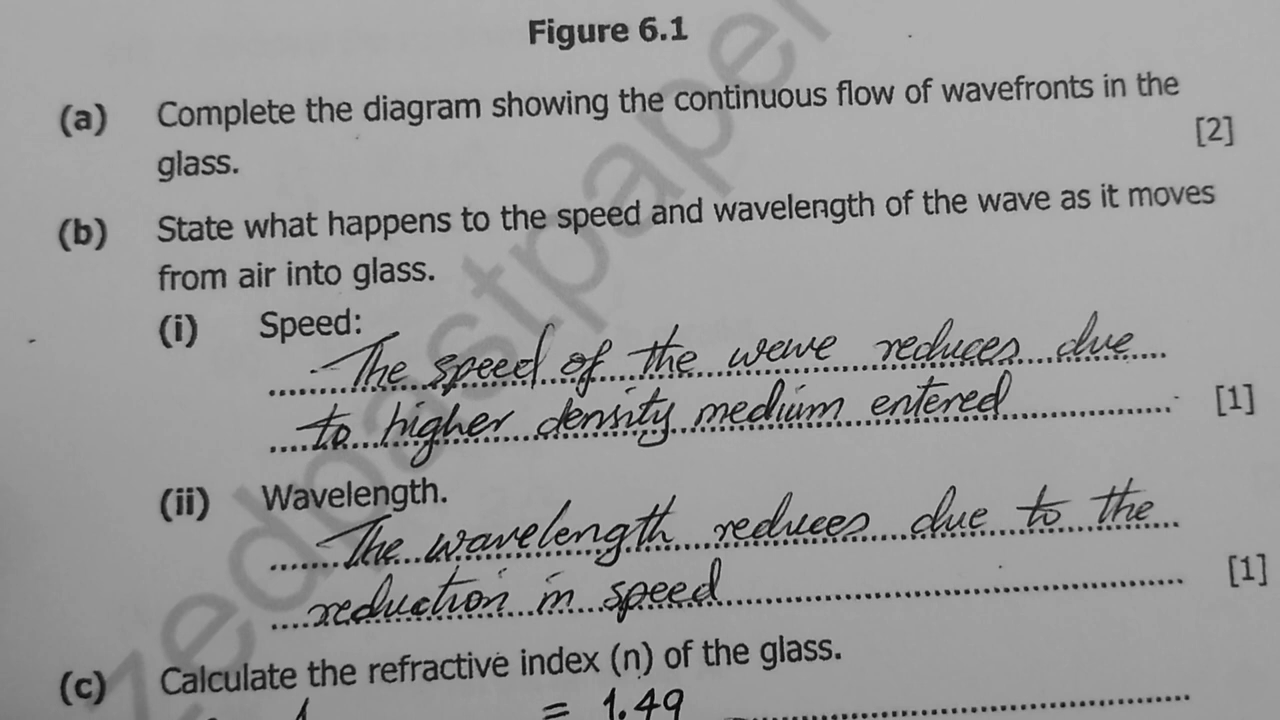 Figure 6.1
(a) Complete the diagram showing the continuous flow of wavefronts in the
glass. [2]
(b) State what happens to the speed and wavelength of the wave as it moves
from air into glass.
(i) Speed:
The speed of the weve reduces due
to higher density medium entered [1]
(ii) Wavelength.
The wavelength reduces due to the
reduction in speed [1]
(c) Calculate the refractive index (n) of the glass.
= 1.49
zedpastpaper